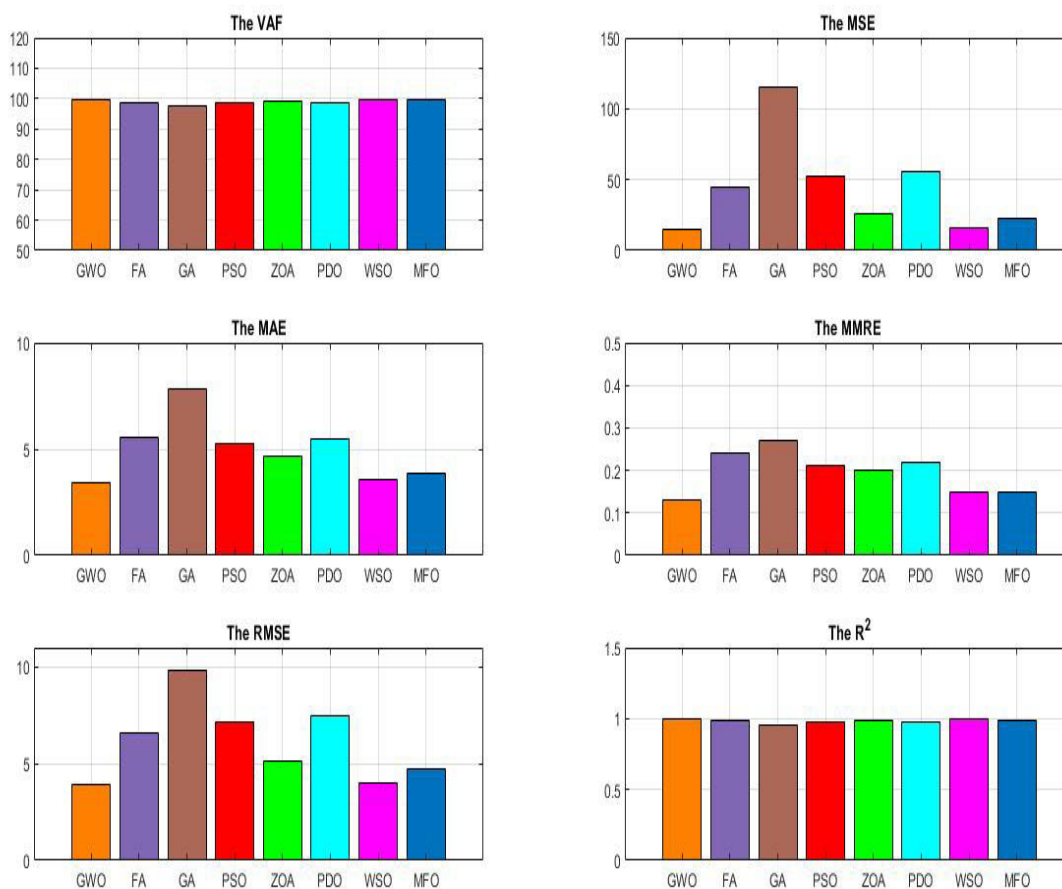 The VAF
120
110
100
90
80
70
60
50
GWO FA GA PSO ZOA PDO WSO MFO
The MSE
150
100
50
0
GWO FA GA PSO ZOA PDO WSO MFO
The MAE
10
5
0
GWO FA GA PSO ZOA PDO WSO MFO
The MMRE
0.5
0.4
0.3
0.2
0.1
0
GWO FA GA PSO ZOA PDO WSO MFO
The RMSE
10
5
0
GWO FA GA PSO ZOA PDO WSO MFO
The R²
1.5
1
0.5
0
GWO FA GA PSO ZOA PDO WSO MFO